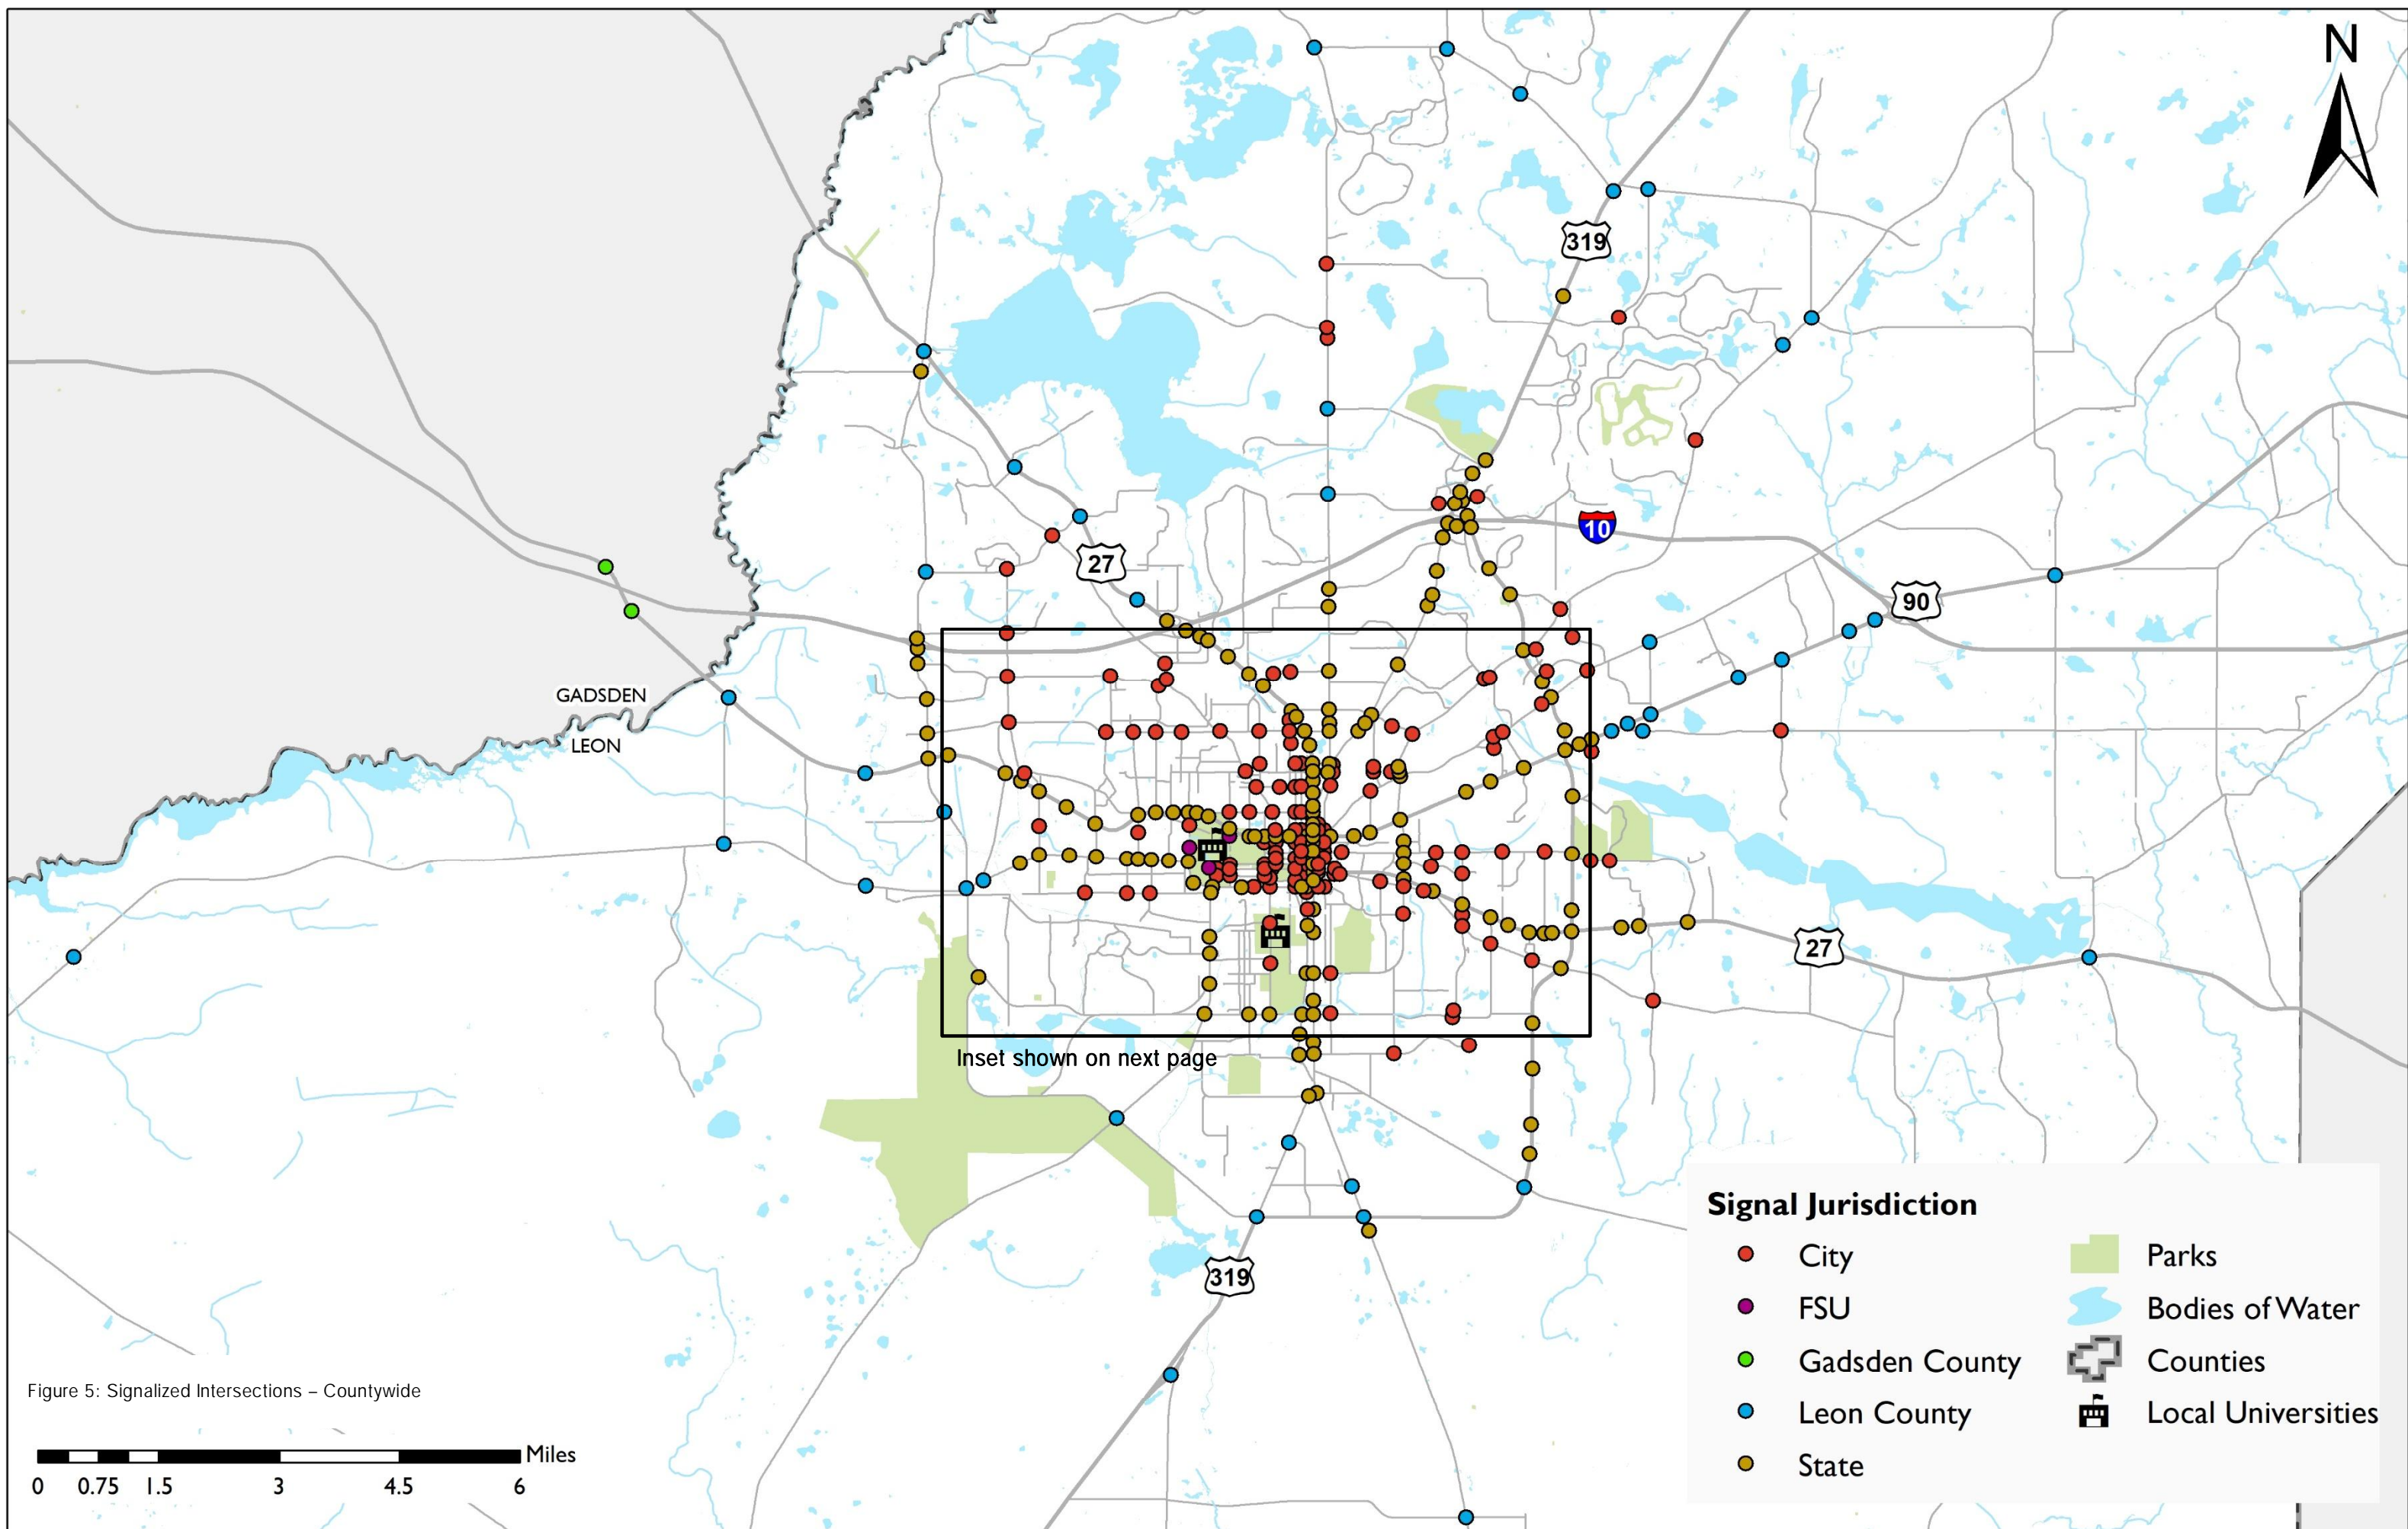 N
319
10
27
90
GADSDEN
LEON
27
Inset shown on next page
319
Signal Jurisdiction
City
FSU
Gadsden County
Leon County
State
Parks
Bodies of Water
Counties
Local Universities
Figure 5: Signalized Intersections – Countywide
Miles
0 0.75 1.5 3 4.5 6